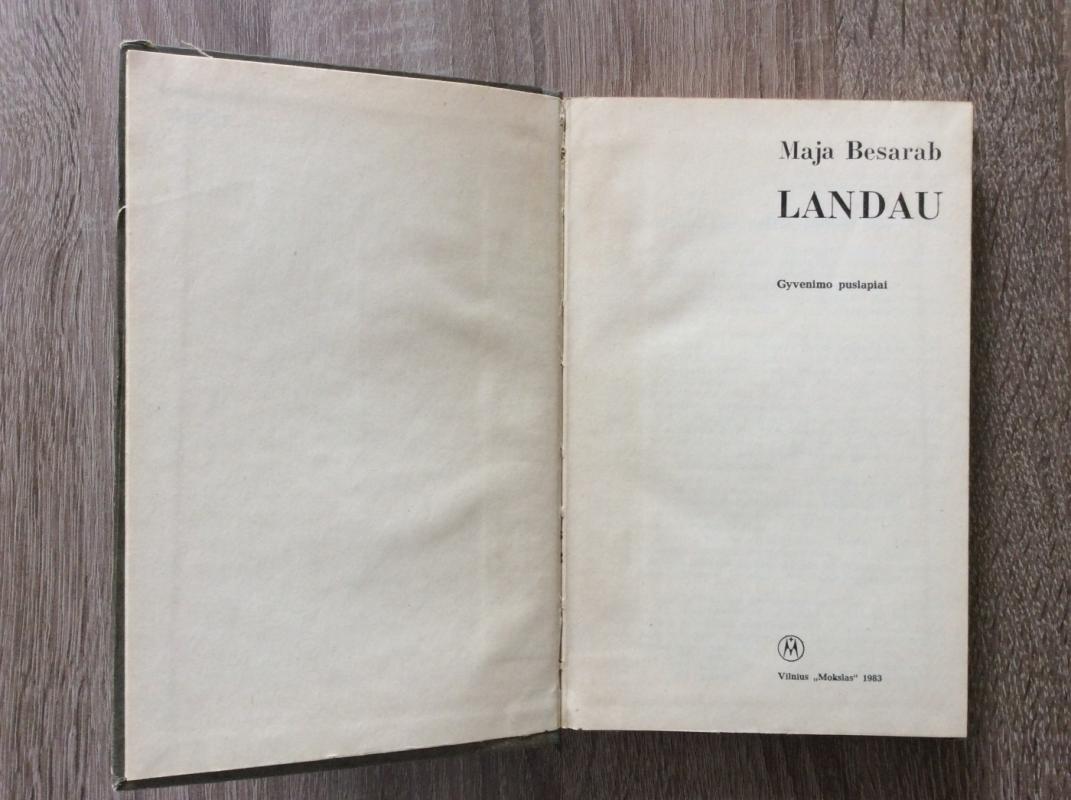 Maja Besarab
LANDAU
Gyvenimo puslapiai
Vilnius „Mokslas“ 1983